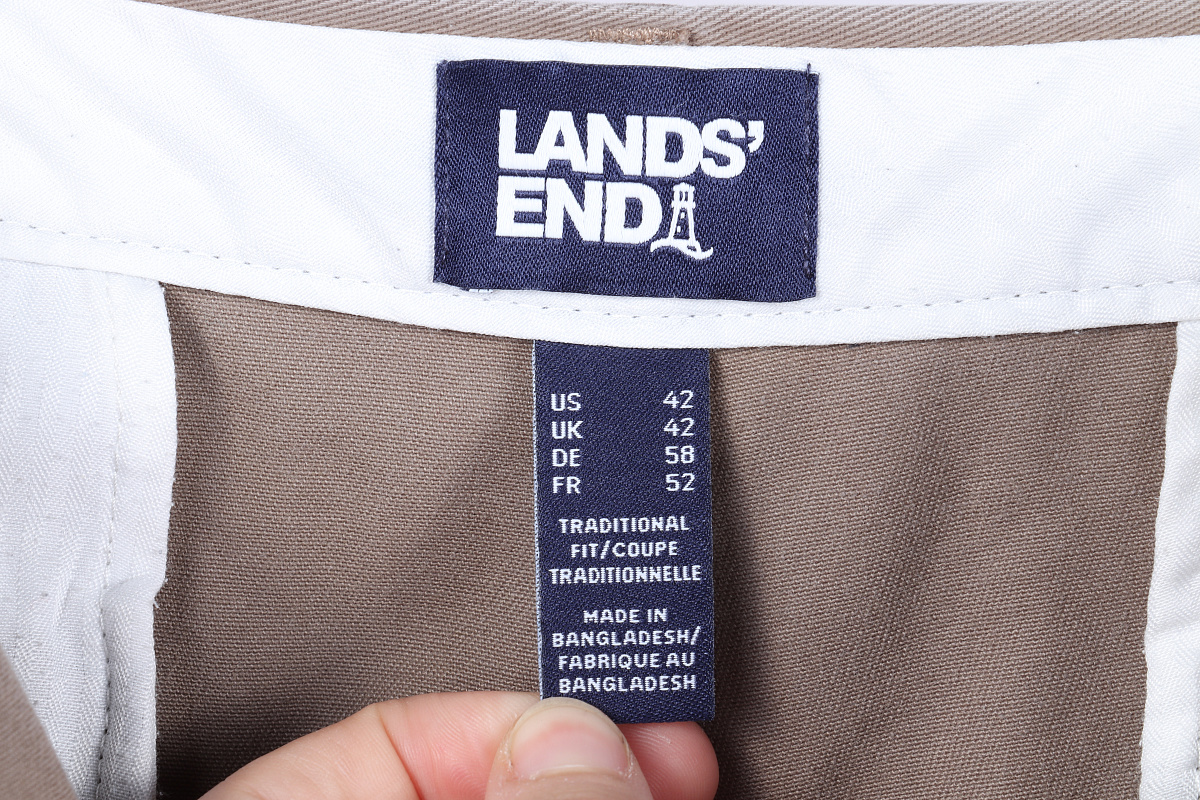 LANDS'
END
US 42
UK 42
DE 58
FR 52
TRADITIONAL
FIT/COUPE
TRADITIONNELLE
MADE IN
BANGLADESH/
FABRIQUE AU
BANGLADESH